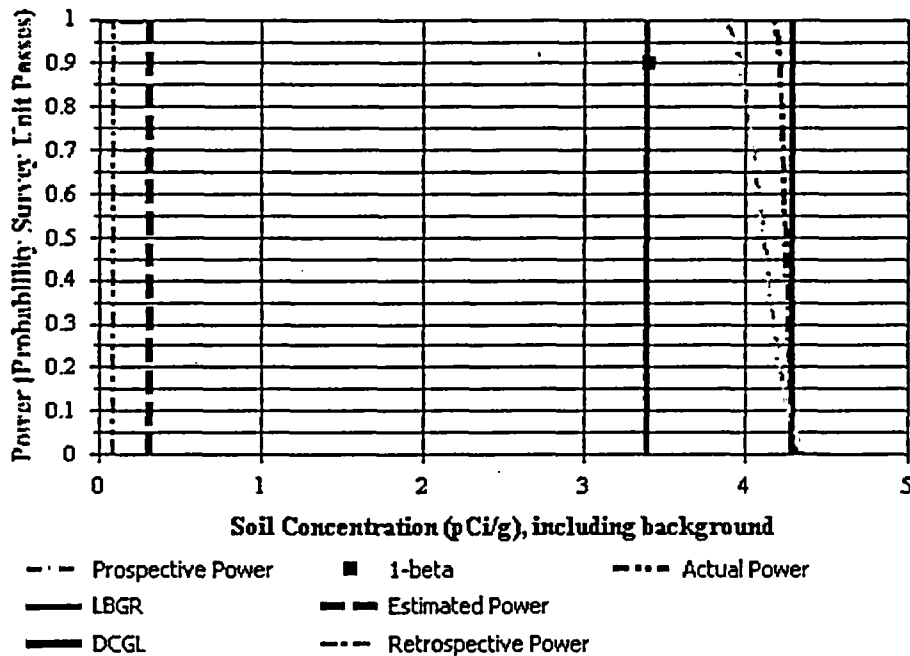 Power (Probability Survey Unit Passes)
1
0.9
0.8
0.7
0.6
0.5
0.4
0.3
0.2
0.1
0
0 1 2 3 4 5
Soil Concentration (pCi/g), including background
Prospective Power 1-beta Actual Power
LBGR Estimated Power
DCGL Retrospective Power